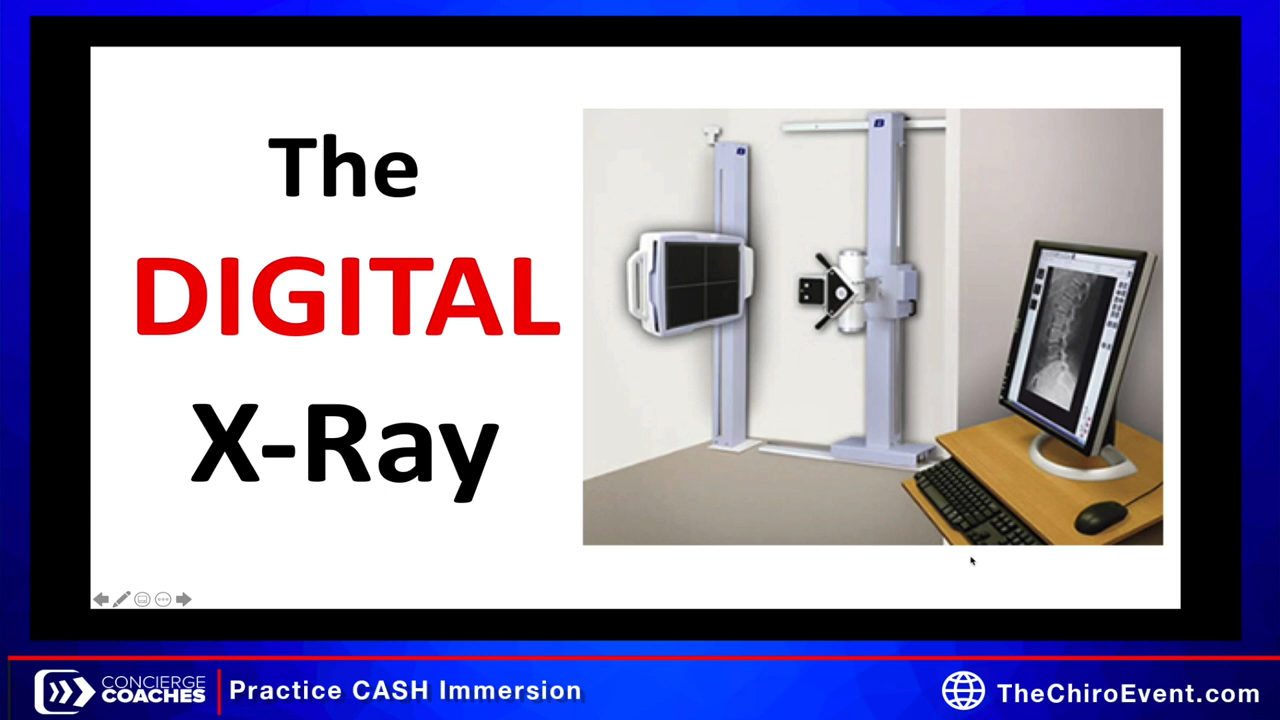 The
DIGITAL
X-Ray
CONCIERGE
COACHES
Practice CASH Immersion
TheChiroEvent.com